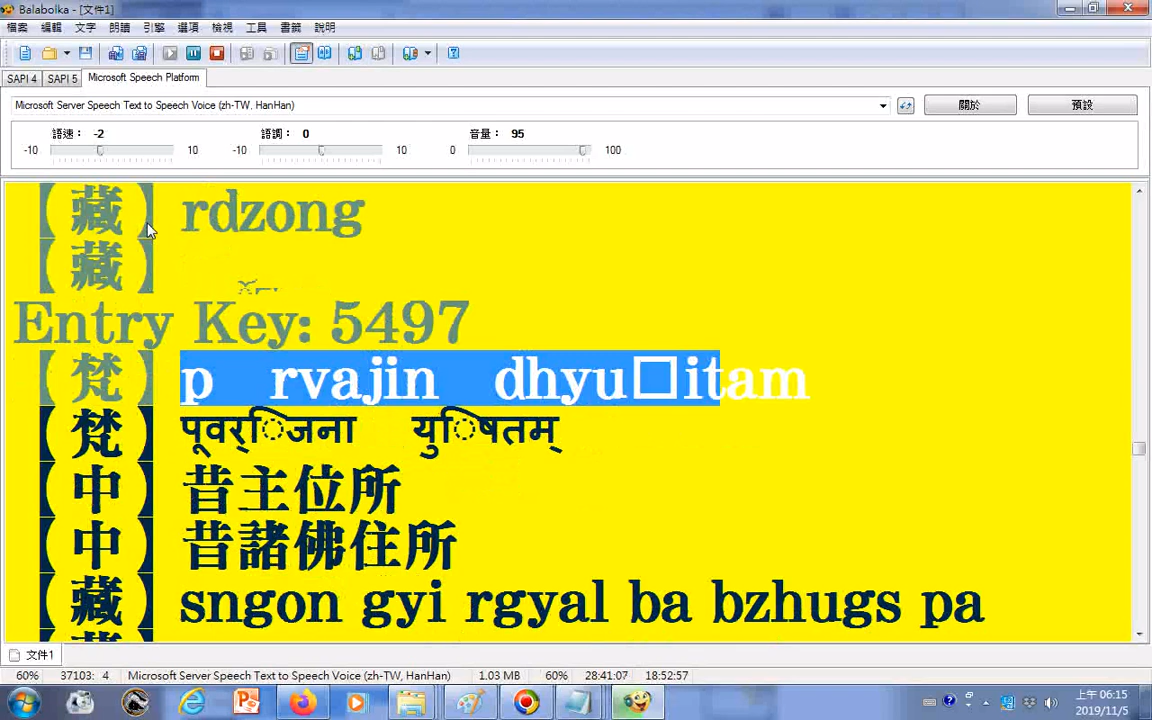 Balabolka - [文件1]
檔案 編輯 文字 朗讀 引擎 選項 檢視 工具 書籤 說明
SAPI 4 SAPI 5 Microsoft Speech Platform
Microsoft Server Speech Text to Speech Voice (zh-TW, HanHan) 關於 預設
語速： -2 語調： 0 音量： 95
-10 10 -10 10 0 100
【 藏 】 rdzong
【 藏 】
Entry Key: 5497
【 梵 】 p rvajin dhyu□itam
【 梵 】 पूवर्िजना युिषतम्
【 中 】 昔主位所
【 中 】 昔諸佛住所
【 藏 】 sngon gyi rgyal ba bzhugs pa
文件1
60% 37103: 4 Microsoft Server Speech Text to Speech Voice (zh-TW, HanHan) 1.03 MB 60% 28:41:07 18:52:57
上午 06:15
2019/11/5